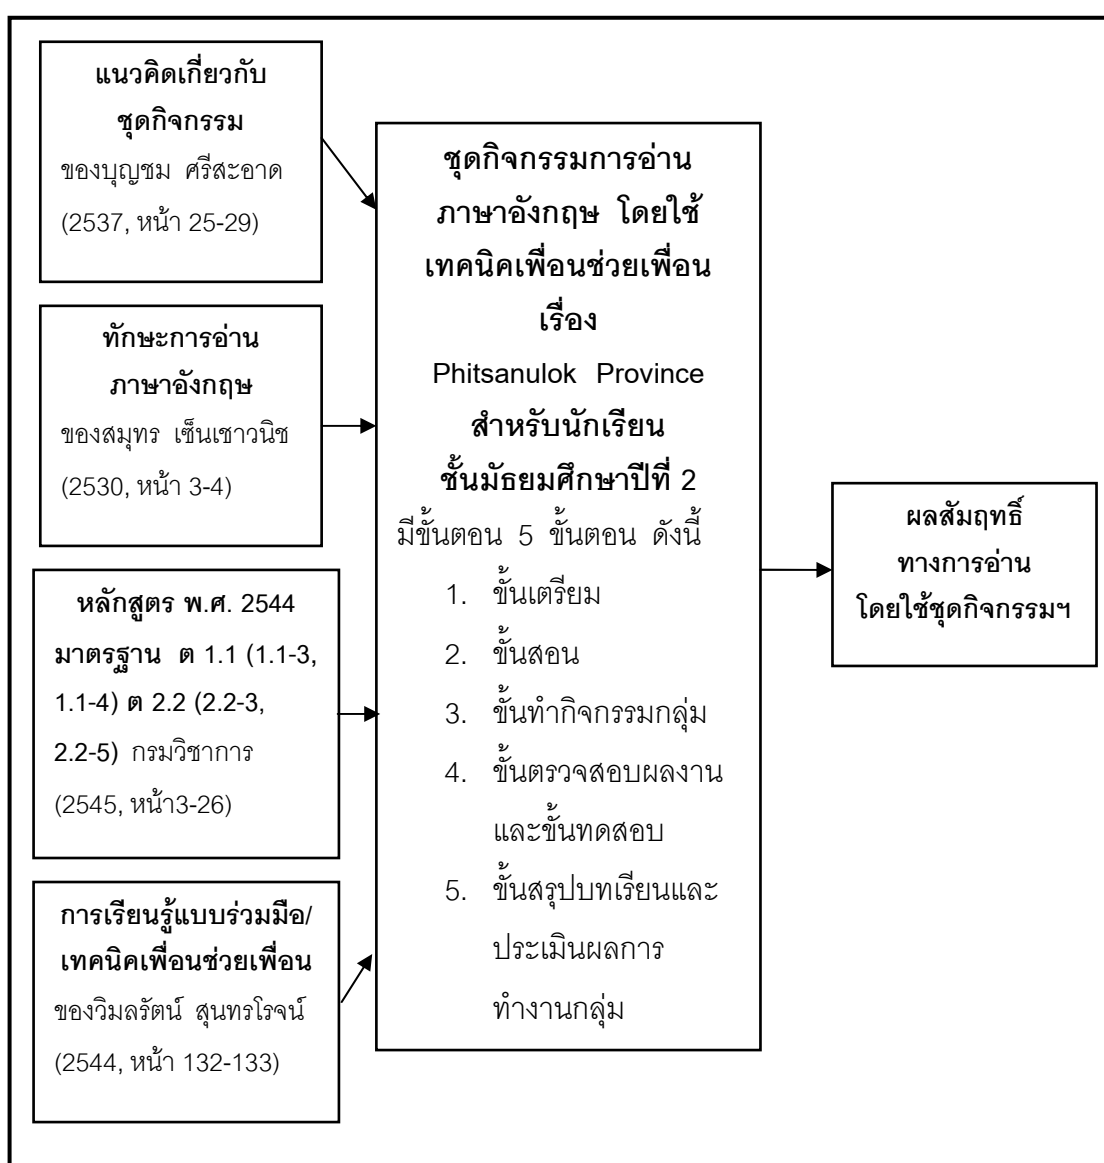 แนวคิดเกี่ยวกับ
ชุดกิจกรรม
ของบุญชม ศรีสะอาด
(2537, หน้า 25-29)
ทักษะการอ่าน
ภาษาอังกฤษ
ของสมุทร เซ็นเชาวนิช
(2530, หน้า 3-4)
หลักสูตร พ.ศ. 2544
มาตรฐาน ต 1.1 (1.1-3,
1.1-4) ต 2.2 (2.2-3,
2.2-5) กรมวิชาการ
(2545, หน้า3-26)
การเรียนรู้แบบร่วมมือ/
เทคนิคเพื่อนช่วยเพื่อน
ของวิมลรัตน์ สุนทรโรจน์
(2544, หน้า 132-133)
ชุดกิจกรรมการอ่าน
ภาษาอังกฤษ โดยใช้
เทคนิคเพื่อนช่วยเพื่อน
เรื่อง
Phitsanulok Province
สำหรับนักเรียน
ชั้นมัธยมศึกษาปีที่ 2
มีขั้นตอน 5 ขั้นตอน ดังนี้
1. ขั้นเตรียม
2. ขั้นสอน
3. ขั้นทำกิจกรรมกลุ่ม
4. ขั้นตรวจสอบผลงาน
และขั้นทดสอบ
5. ขั้นสรุปบทเรียนและ
ประเมินผลการ
ทำงานกลุ่ม
ผลสัมฤทธิ์
ทางการอ่าน
โดยใช้ชุดกิจกรรมฯ